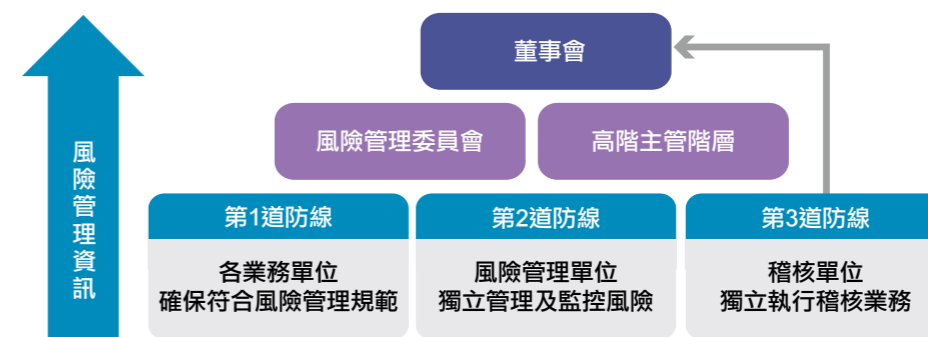 董事會
風險管理委員會
高階主管階層
風險管理資訊
第1道防線
各業務單位
確保符合風險管理規範
第2道防線
風險管理單位
獨立管理及監控風險
第3道防線
稽核單位
獨立執行稽核業務